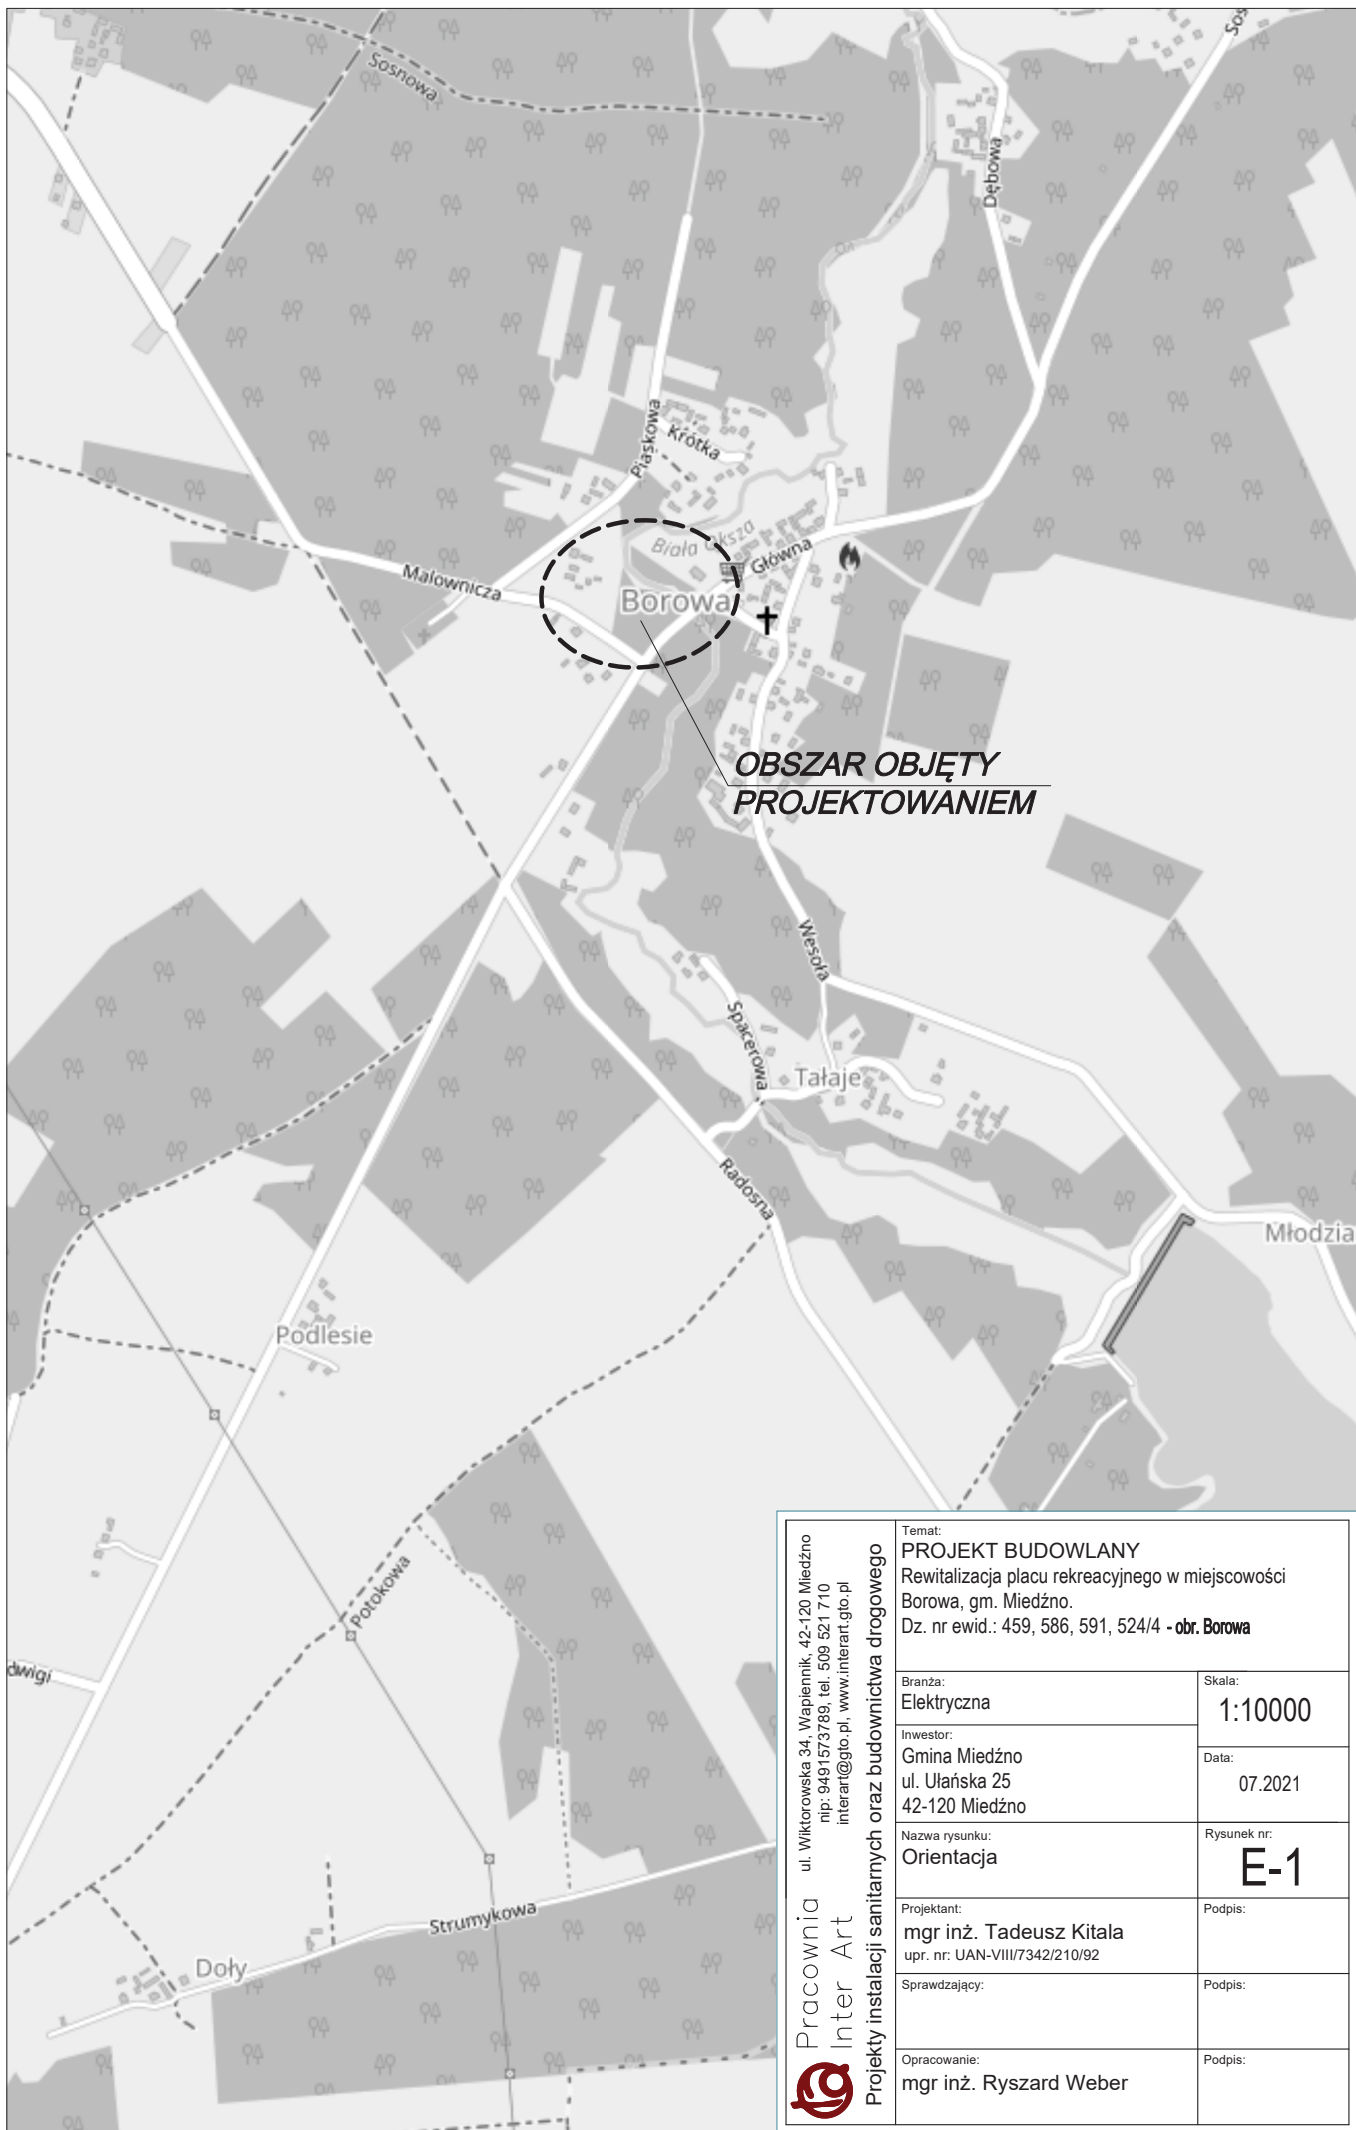 Sosnowa
Sos
Dębowa
Piaskowa
Krótka
Biała Oksza
Główna
Malownicza
Borowa
OBSZAR OBJĘTY
PROJEKTOWANIEM
Wesoła
Spacerowa
Tałaje
Radosna
Młodzia
Podlesie
Potokowa
dwigi
Strumykowa
Doły
Pracownia
Inter Art
ul. Wiktorowska 34, Wapiennik, 42-120 Miedźno
nip: 9491573789, tel. 509 521 710
interart@gto.pl, www.interart.gto.pl
Projekty instalacji sanitarnych oraz budownictwa drogowego
Temat:
PROJEKT BUDOWLANY
Rewitalizacja placu rekreacyjnego w miejscowości
Borowa, gm. Miedźno.
Dz. nr ewid.: 459, 586, 591, 524/4 - obr. Borowa
Branża:
Elektryczna
Skala:
1:10000
Inwestor:
Gmina Miedźno
ul. Ułańska 25
42-120 Miedźno
Data:
07.2021
Nazwa rysunku:
Orientacja
Rysunek nr:
E-1
Projektant:
mgr inż. Tadeusz Kitala
upr. nr: UAN-VIII/7342/210/92
Podpis:
Sprawdzający:
Podpis:
Opracowanie:
mgr inż. Ryszard Weber
Podpis: